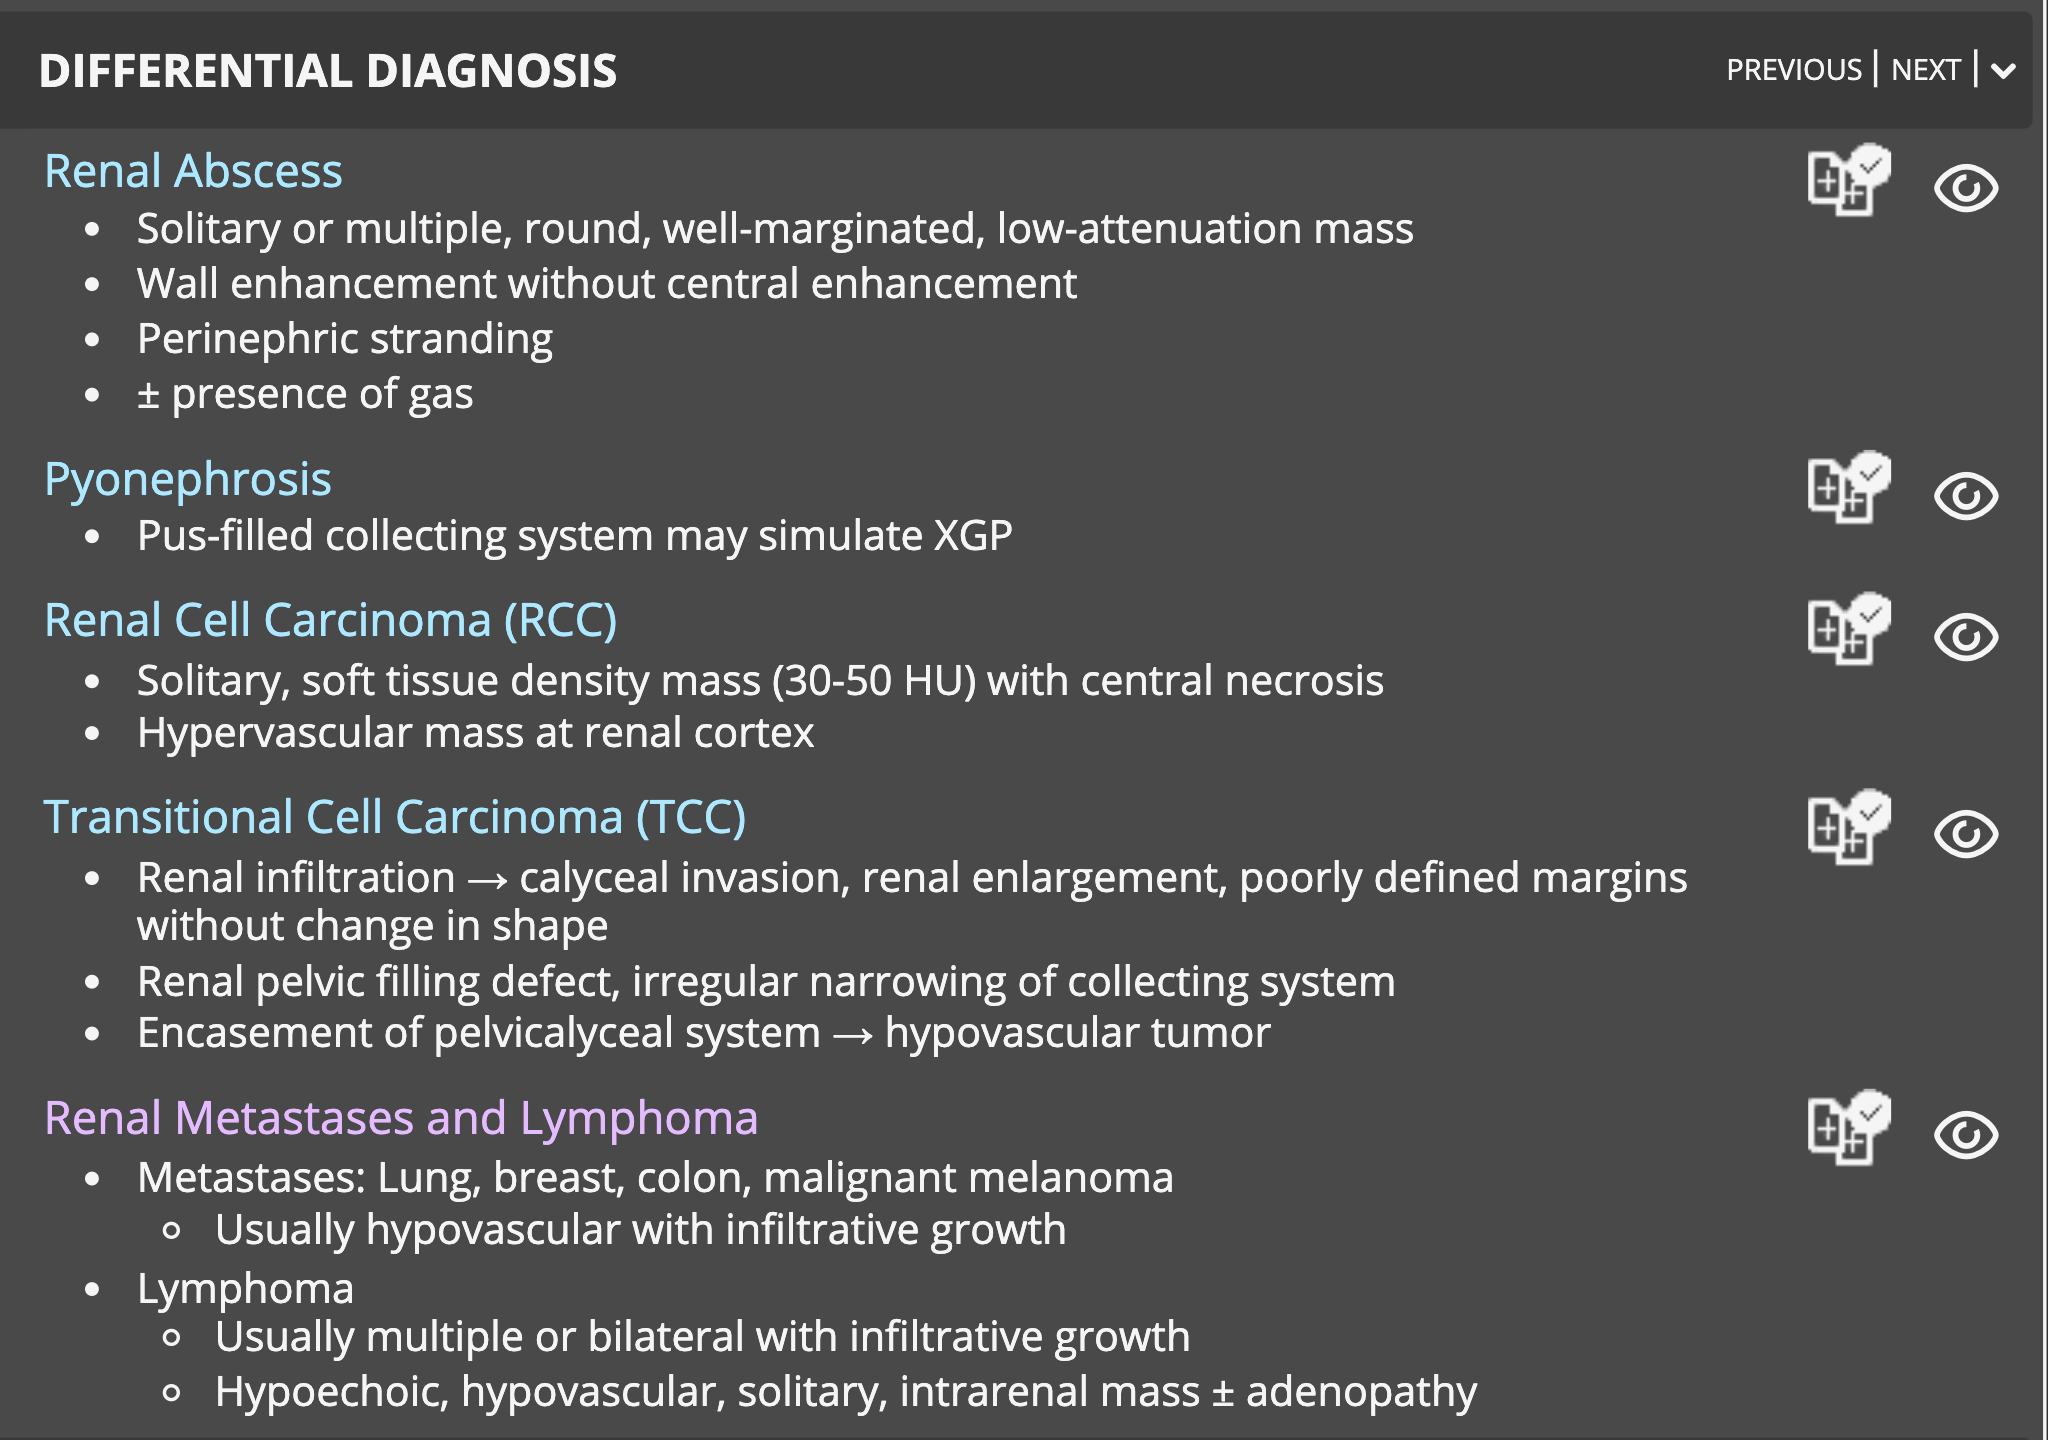 DIFFERENTIAL DIAGNOSIS
PREVIOUS | NEXT |
Renal Abscess
• Solitary or multiple, round, well-marginated, low-attenuation mass
• Wall enhancement without central enhancement
• Perinephric stranding
• ± presence of gas
Pyonephrosis
• Pus-filled collecting system may simulate XGP
Renal Cell Carcinoma (RCC)
• Solitary, soft tissue density mass (30-50 HU) with central necrosis
• Hypervascular mass at renal cortex
Transitional Cell Carcinoma (TCC)
• Renal infiltration → calyceal invasion, renal enlargement, poorly defined margins
without change in shape
• Renal pelvic filling defect, irregular narrowing of collecting system
• Encasement of pelvicalyceal system → hypovascular tumor
Renal Metastases and Lymphoma
• Metastases: Lung, breast, colon, malignant melanoma
○ Usually hypovascular with infiltrative growth
• Lymphoma
○ Usually multiple or bilateral with infiltrative growth
○ Hypoechoic, hypovascular, solitary, intrarenal mass ± adenopathy